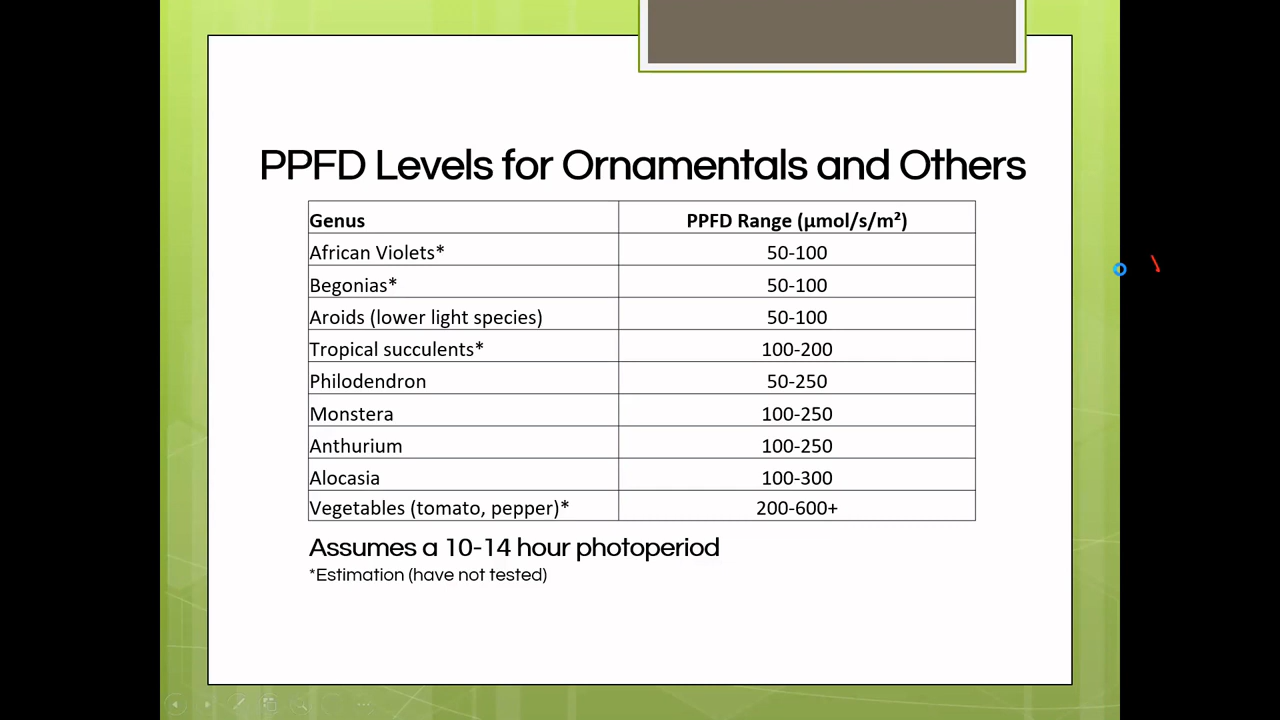 PPFD Levels for Ornamentals and Others
Genus PPFD Range (µmol/s/m²)
African Violets* 50-100
Begonias* 50-100
Aroids (lower light species) 50-100
Tropical succulents* 100-200
Philodendron 50-250
Monstera 100-250
Anthurium 100-250
Alocasia 100-300
Vegetables (tomato, pepper)* 200-600+
Assumes a 10-14 hour photoperiod
*Estimation (have not tested)